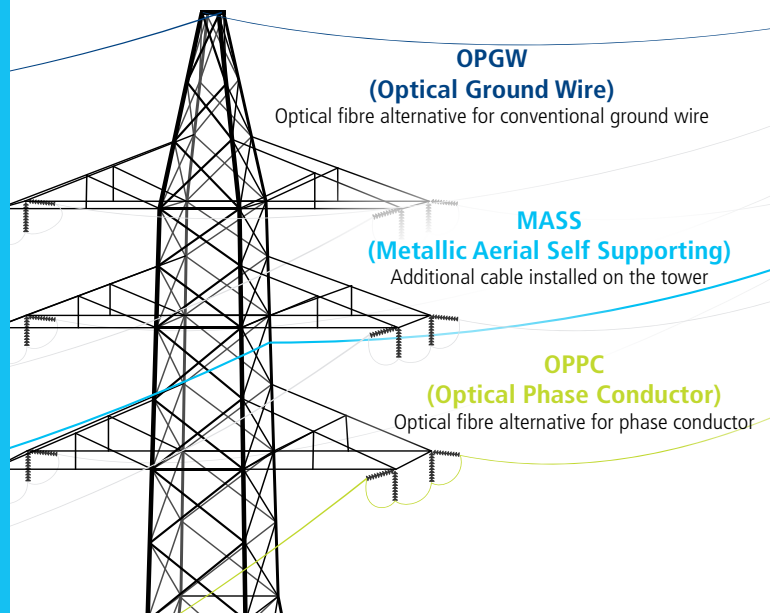 OPGW
(Optical Ground Wire)
Optical fibre alternative for conventional ground wire
MASS
(Metallic Aerial Self Supporting)
Additional cable installed on the tower
OPPC
(Optical Phase Conductor)
Optical fibre alternative for phase conductor